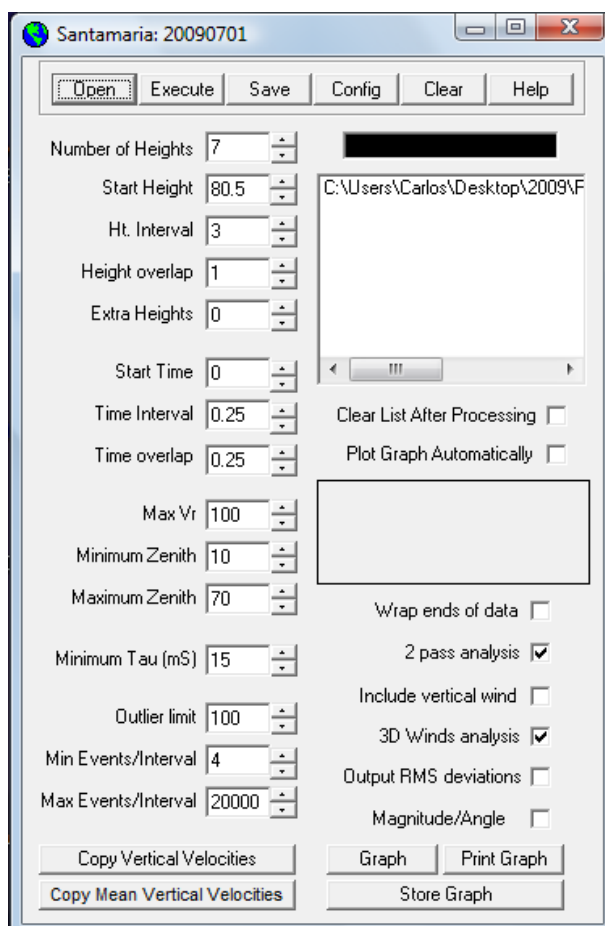 Santamaria: 20090701
Open Execute Save Config Clear Help
Number of Heights 7
Start Height 80.5
C:\Users\Carlos\Desktop\2009\F
Ht. Interval 3
Height overlap 1
Extra Heights 0
Start Time 0
Time Interval 0.25
Clear List After Processing
Time overlap 0.25
Plot Graph Automatically
Max Vr 100
Minimum Zenith 10
Maximum Zenith 70
Wrap ends of data
Minimum Tau (mS) 15
2 pass analysis
Include vertical wind
Outlier limit 100
3D Winds analysis
Min Events/Interval 4
Output RMS deviations
Max Events/Interval 20000
Magnitude/Angle
Copy Vertical Velocities Graph Print Graph
Copy Mean Vertical Velocities Store Graph